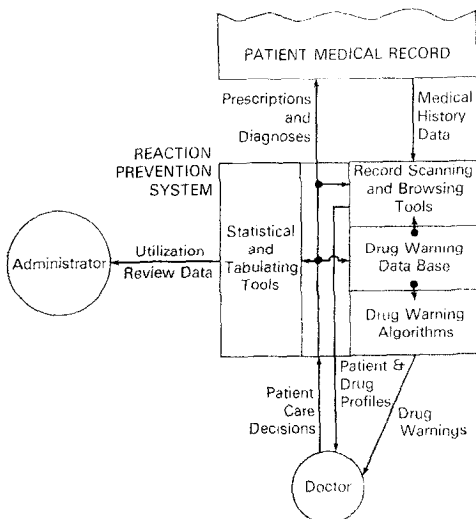 PATIENT MEDICAL RECORD
Prescriptions
and
Diagnoses
Medical
History
Data
REACTION
PREVENTION
SYSTEM
Record Scanning
and Browsing
Tools
Statistical
and
Tabulating
Tools
Administrator
Utilization
Review Data
Drug Warning
Data Base
Drug Warning
Algorithms
Patient
Care
Decisions
Patient &
Drug
Profiles
Drug
Warnings
Doctor